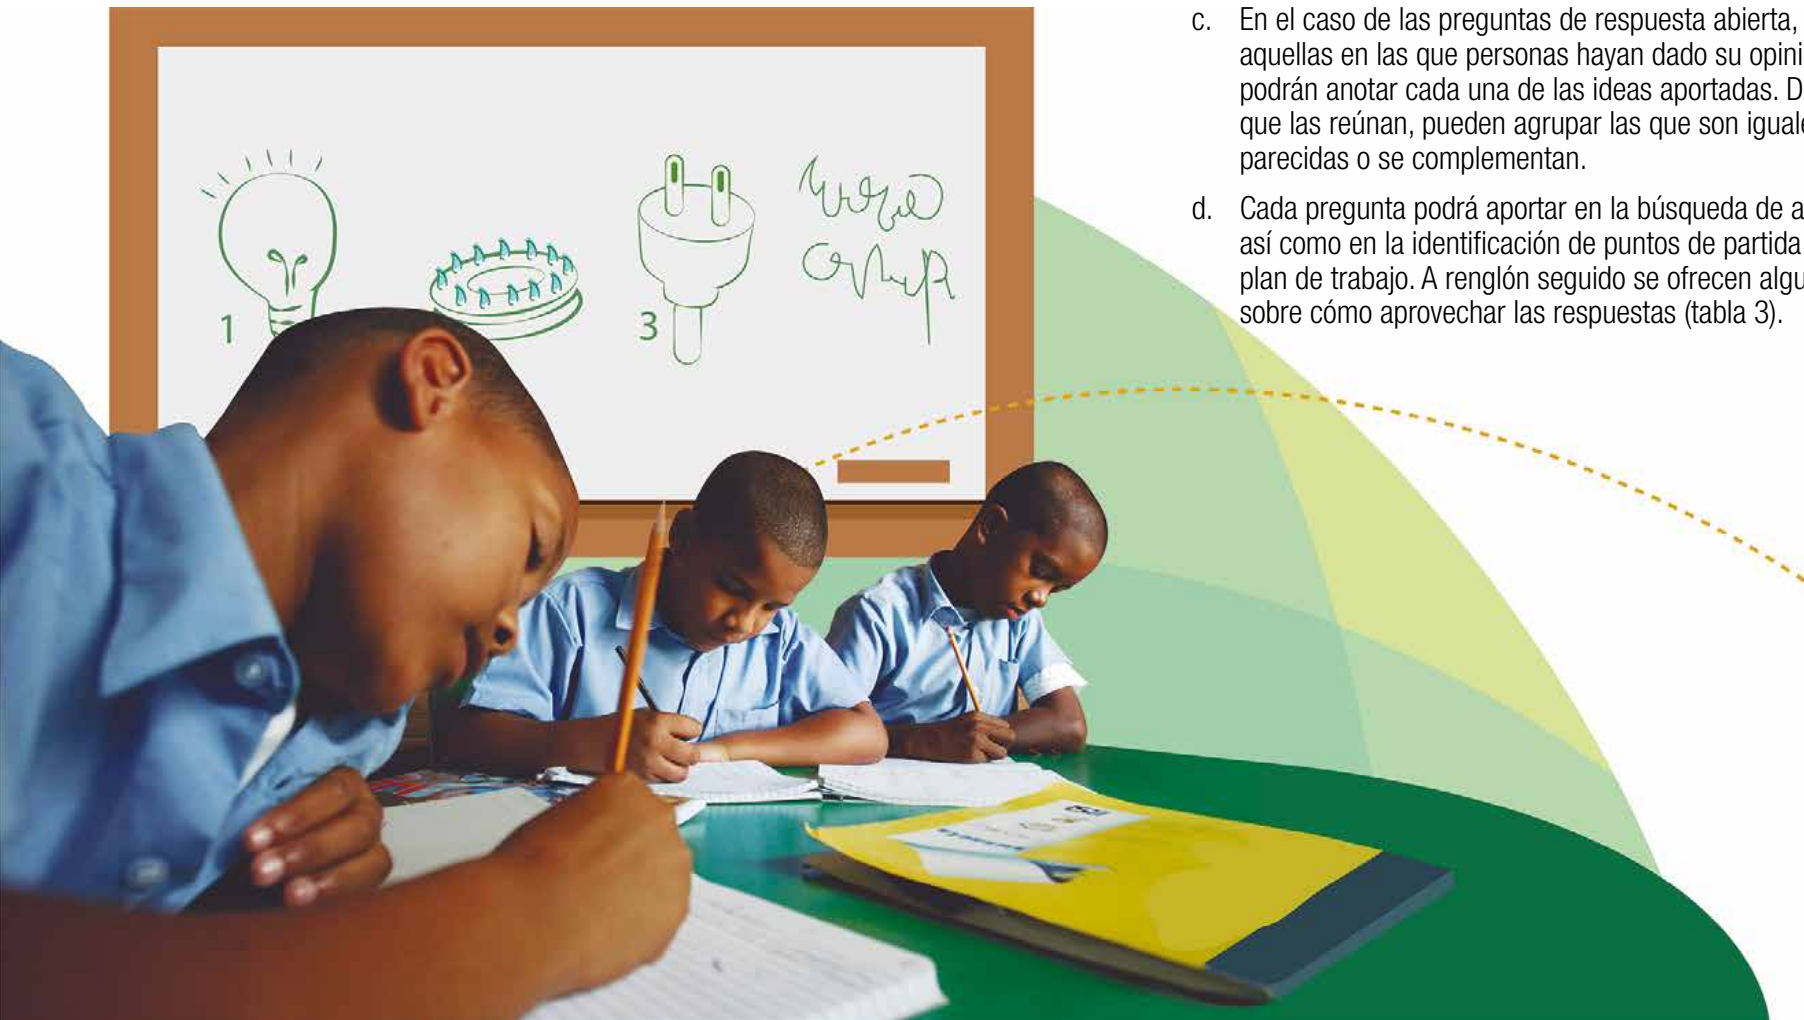 c. En el caso de las preguntas de respuesta abierta,
aquellas en las que personas hayan dado su opini
podrán anotar cada una de las ideas aportadas. D
que las reúnan, pueden agrupar las que son iguale
parecidas o se complementan.
d. Cada pregunta podrá aportar en la búsqueda de a
así como en la identificación de puntos de partida
plan de trabajo. A renglón seguido se ofrecen algu
sobre cómo aprovechar las respuestas (tabla 3).
1
3